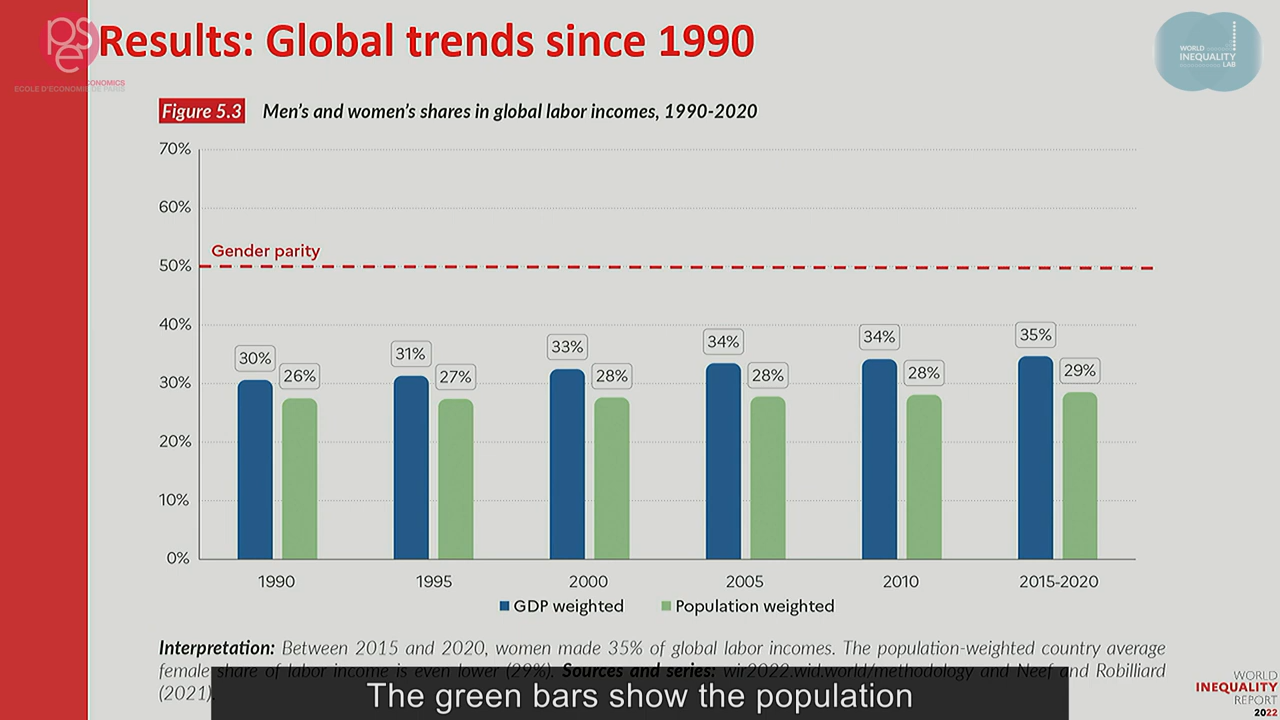 pse
ECOLE D'ECONOMIE DE PARIS
Results: Global trends since 1990
WORLD
INEQUALITY
LAB
Figure 5.3 Men's and women's shares in global labor incomes, 1990-2020
70%
60%
Gender parity
50%
40%
30% 26% 31% 27% 33% 28% 34% 28% 34% 28% 35% 29%
30%
20%
10%
0%
1990 1995 2000 2005 2010 2015-2020
GDP weighted Population weighted
Interpretation: Between 2015 and 2020, women made 35% of global labor incomes. The population-weighted country average
female share of labor income is even lower (29%). Sources and series: wir2022.wid.world/methodology and Neef and Robilliard
(2021)
The green bars show the population
WORLD
INEQUALITY
REPORT
2022